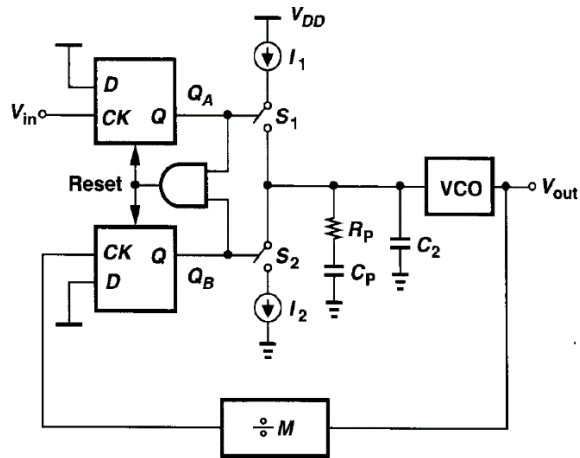 V_DD
I_1
D
Q_A
V_in
CK
Q
S_1
Reset
VCO
V_out
CK
Q
R_P
C_2
S_2
D
Q_B
C_P
I_2
÷ M